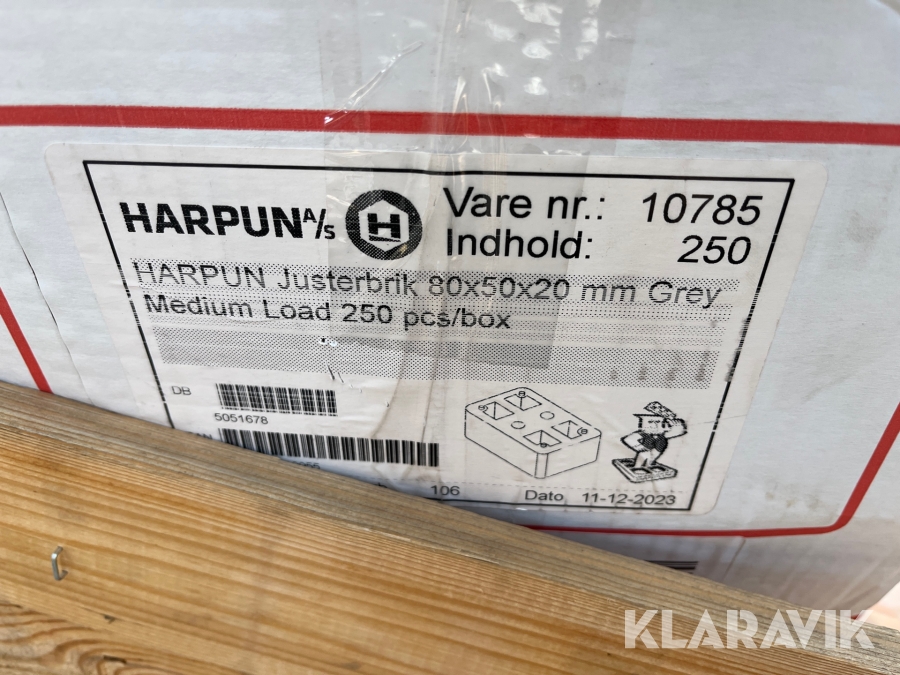 HARPUN A/S H Vare nr.: 10785
Indhold: 250
HARPUN Justerbrik 80x50x20 mm Grey
Medium Load 250 pcs/box
DB
5051678
106 Dato 11-12-2023
KLARAVIK